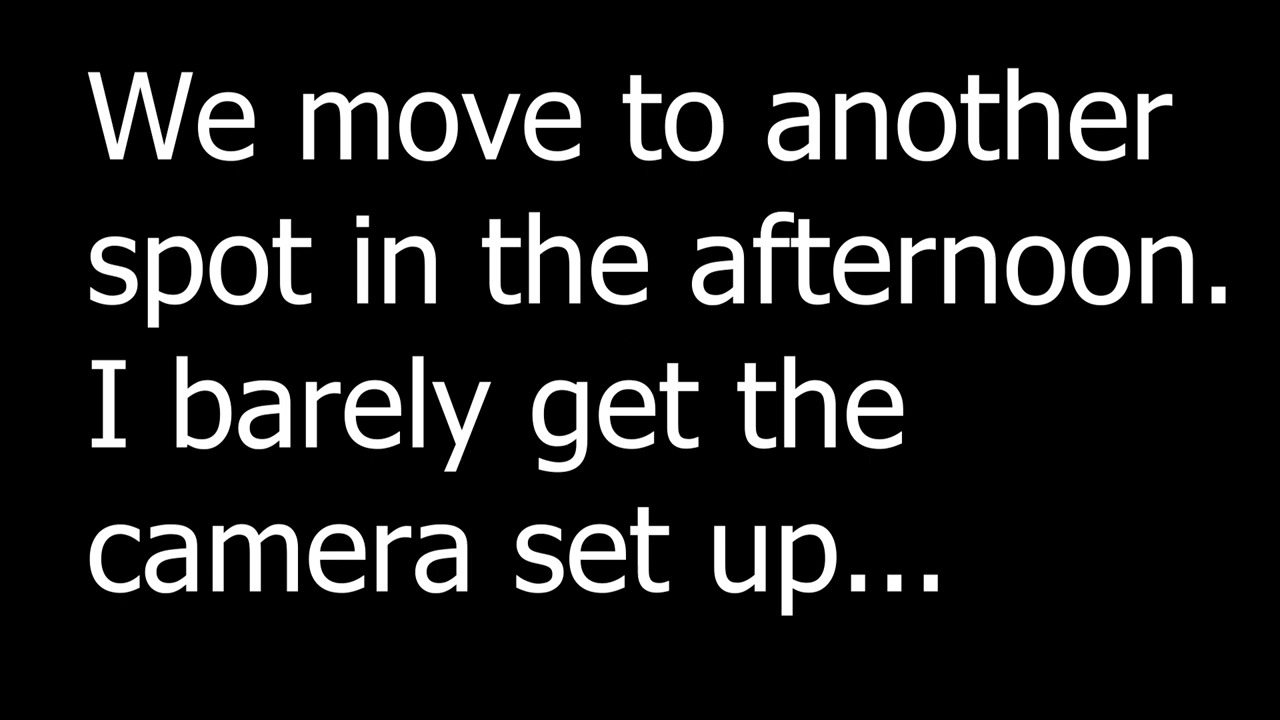 We move to another
spot in the afternoon.
I barely get the
camera set up...